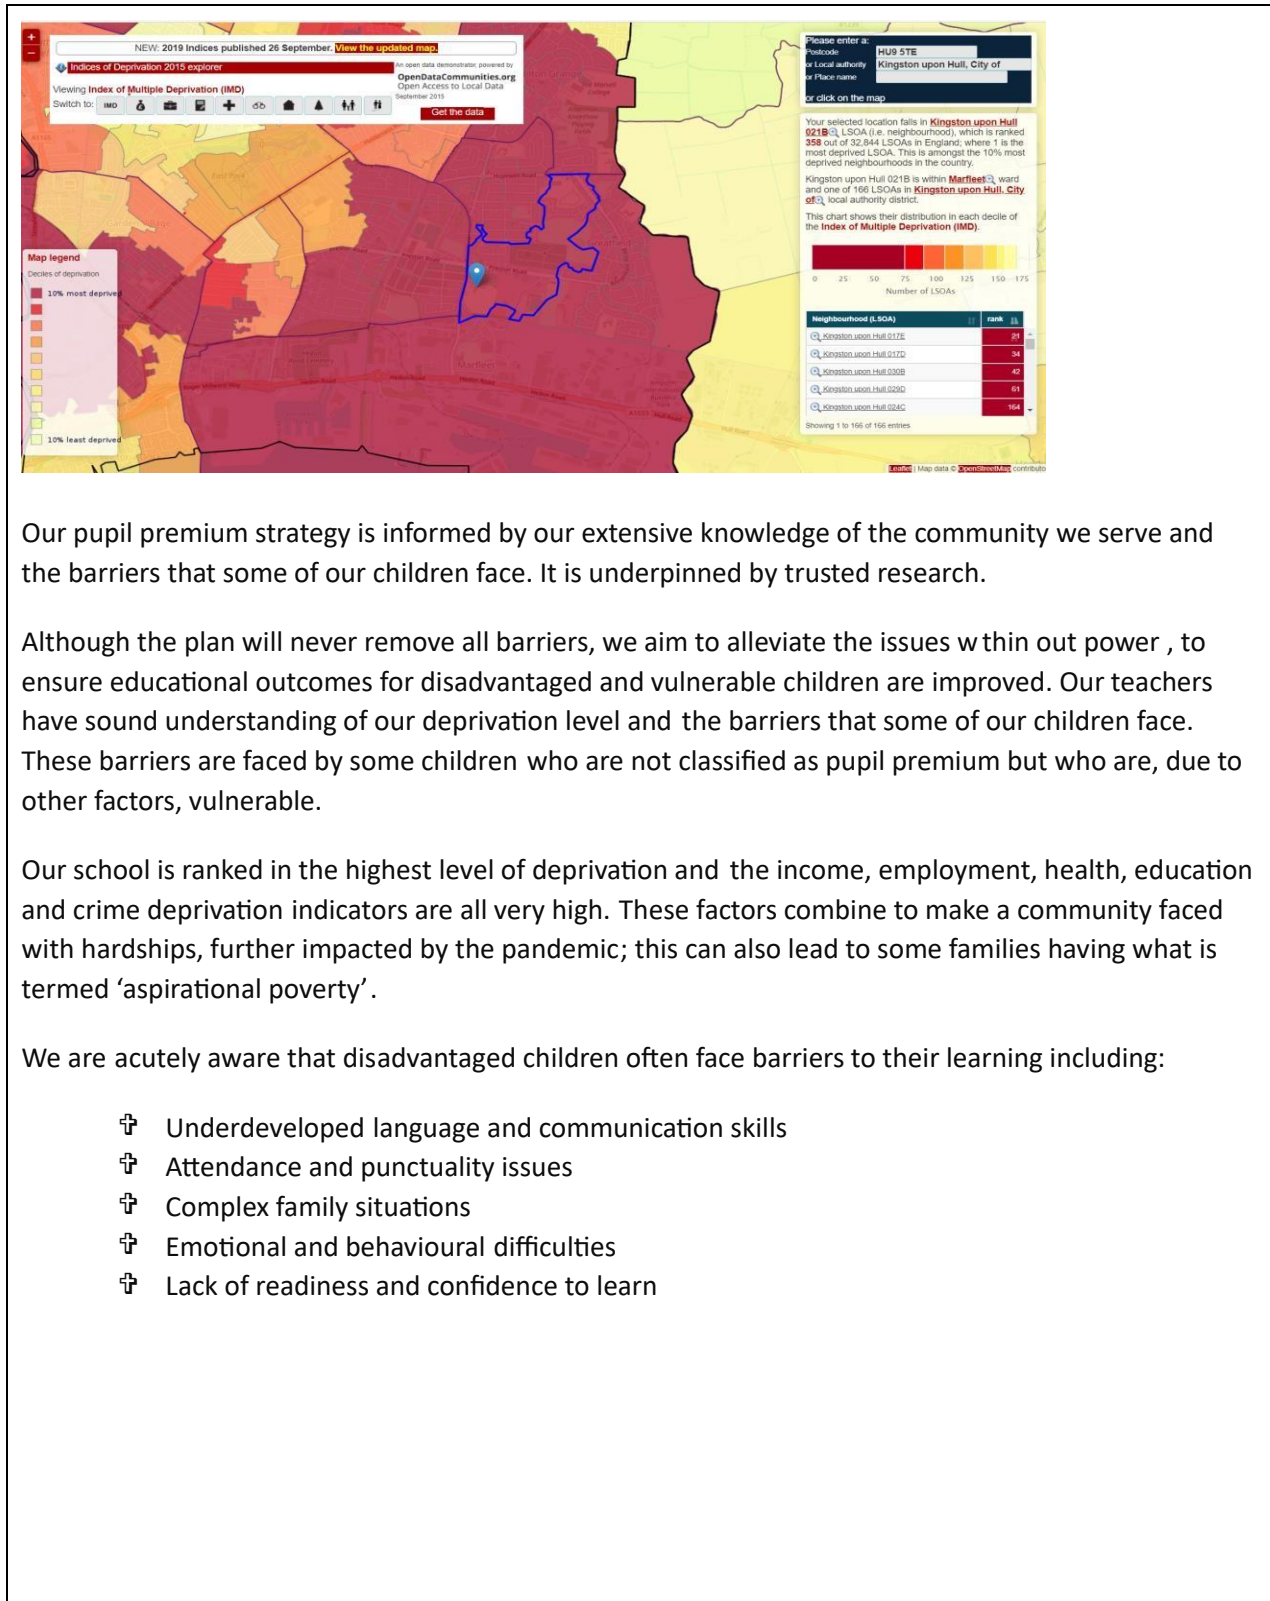 +
−
NEW: 2019 Indices published 26 September. View the updated map.
Indices of Deprivation 2015 explorer
An open data demonstrator, powered by
OpenDataCommunities.org
Open Access to Local Data
September 2015
Viewing Index of Multiple Deprivation (IMD)
Switch to: IMD
Get the data
Map legend
Deciles of deprivation
10% most deprived
10% least deprived
Marfleet
Please enter a:
Postcode HU9 5TE
or Local authority Kingston upon Hull, City of
or Place name
or click on the map
Your selected location falls in Kingston upon Hull
021B LSOA (i.e. neighbourhood), which is ranked
358 out of 32,844 LSOAs in England; where 1 is the
most deprived LSOA. This is amongst the 10% most
deprived neighbourhoods in the country.
Kingston upon Hull 021B is within Marfleet ward
and one of 166 LSOAs in Kingston upon Hull, City
of local authority district.
This chart shows their distribution in each decile of
the Index of Multiple Deprivation (IMD).
0 25 50 75 100 125 150 175
Number of LSOAs
Neighbourhood (LSOA) rank
Kingston upon Hull 017E 21
Kingston upon Hull 017D 34
Kingston upon Hull 030B 42
Kingston upon Hull 029D 61
Kingston upon Hull 024C 164
Showing 1 to 166 of 166 entries
Leaflet | Map data © OpenStreetMap contributo
Our pupil premium strategy is informed by our extensive knowledge of the community we serve and
the barriers that some of our children face. It is underpinned by trusted research.
Although the plan will never remove all barriers, we aim to alleviate the issues w thin out power , to
ensure educational outcomes for disadvantaged and vulnerable children are improved. Our teachers
have sound understanding of our deprivation level and the barriers that some of our children face.
These barriers are faced by some children who are not classified as pupil premium but who are, due to
other factors, vulnerable.
Our school is ranked in the highest level of deprivation and the income, employment, health, education
and crime deprivation indicators are all very high. These factors combine to make a community faced
with hardships, further impacted by the pandemic; this can also lead to some families having what is
termed ‘aspirational poverty’.
We are acutely aware that disadvantaged children often face barriers to their learning including:
✞ Underdeveloped language and communication skills
✞ Attendance and punctuality issues
✞ Complex family situations
✞ Emotional and behavioural difficulties
✞ Lack of readiness and confidence to learn